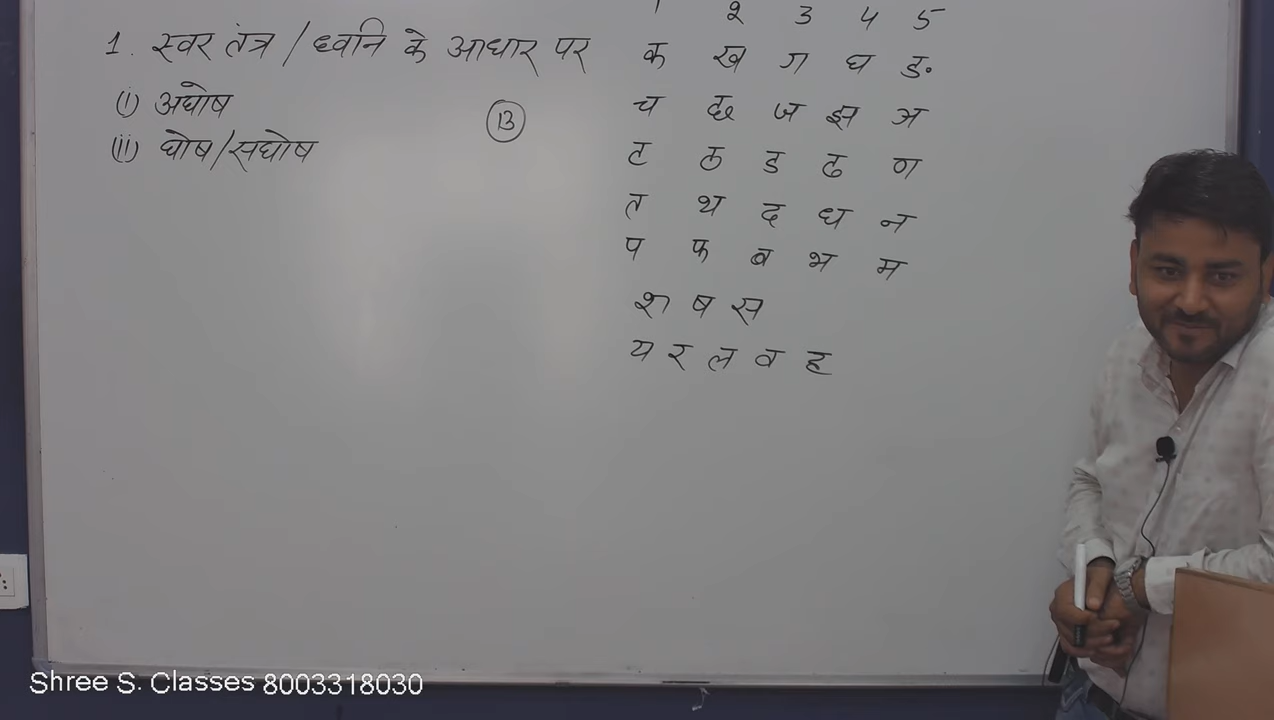 1. स्वर तंत्र / ध्वनि के आधार पर
(i) अघोष
(ii) घोष/सघोष
13
1 2 3 4 5
क ख ग घ ङ
च छ ज झ ञ
ट ठ ड ढ ण
त थ द ध न
प फ ब भ म
श ष स
य र ल व ह
Shree S. Classes 8003318030